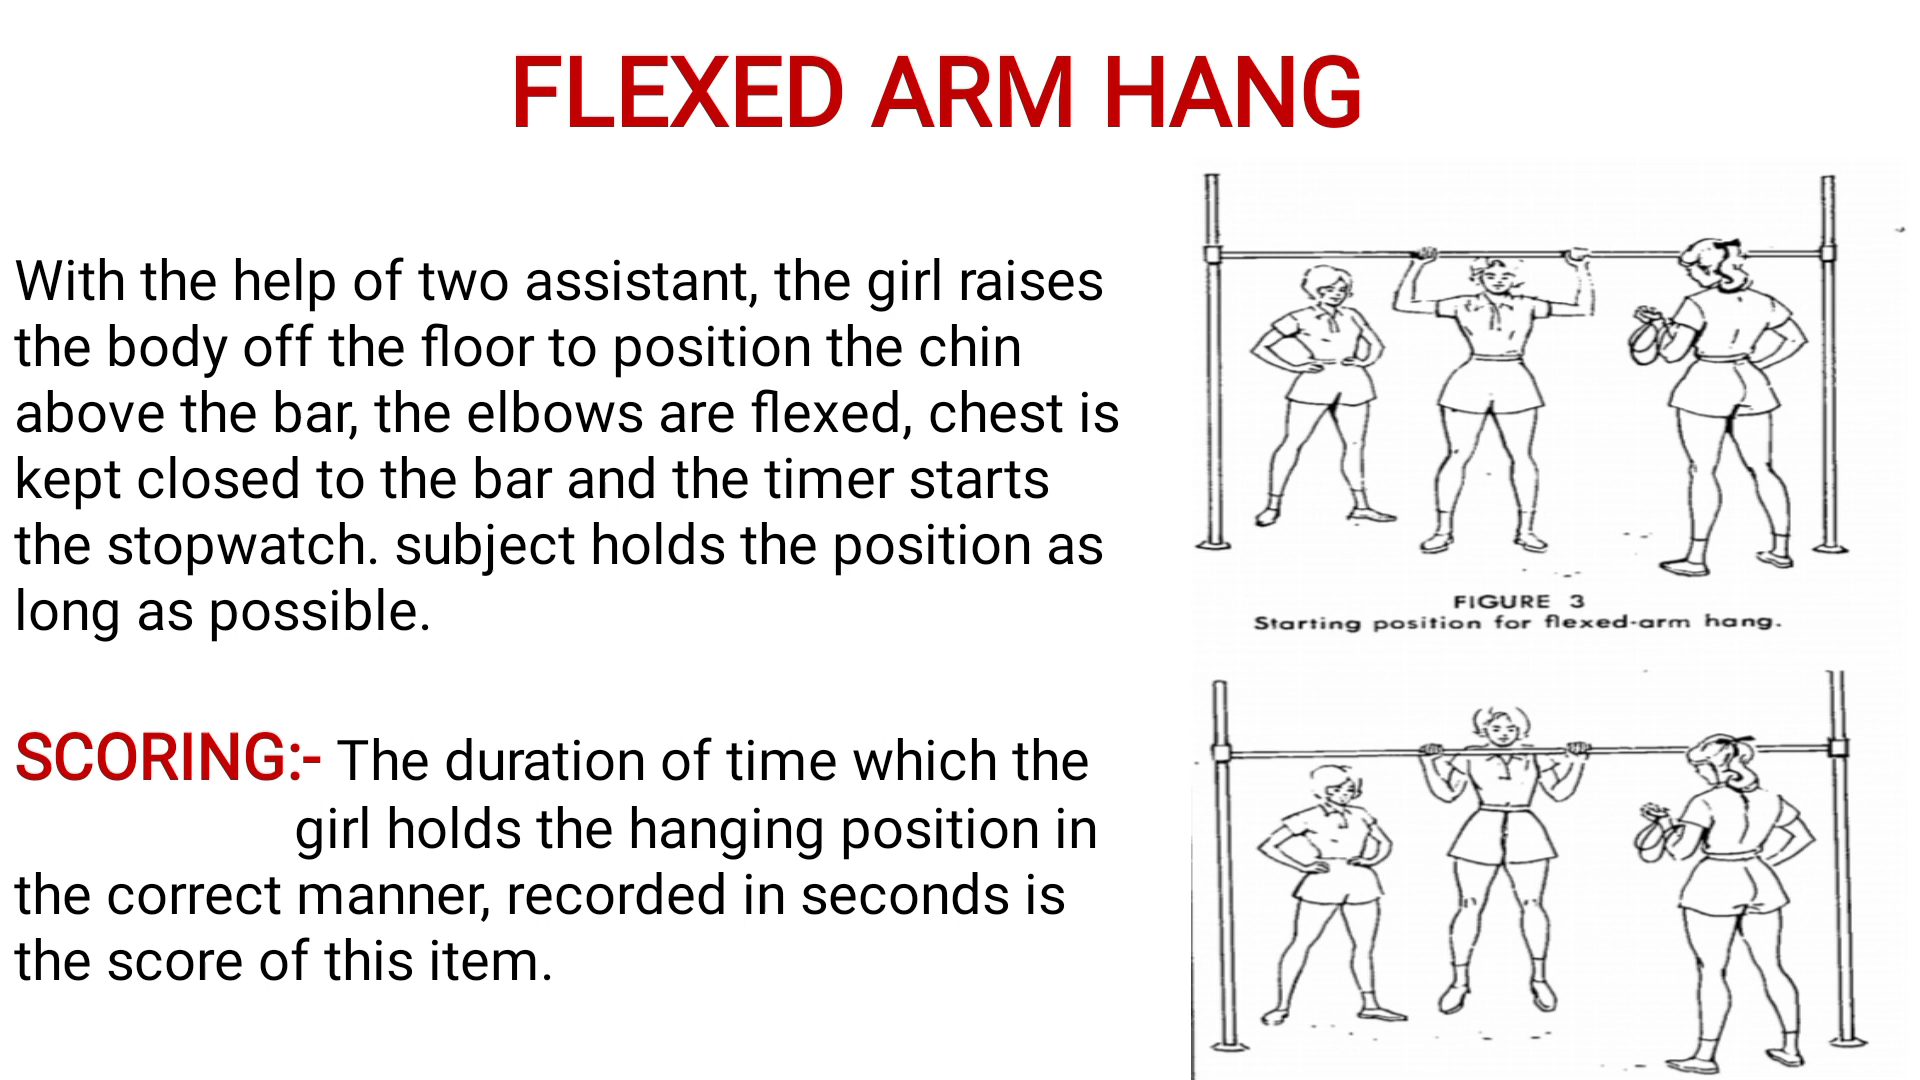 FLEXED ARM HANG
With the help of two assistant, the girl raises
the body off the floor to position the chin
above the bar, the elbows are flexed, chest is
kept closed to the bar and the timer starts
the stopwatch. subject holds the position as
long as possible.
SCORING:- The duration of time which the
girl holds the hanging position in
the correct manner, recorded in seconds is
the score of this item.
FIGURE 3
Starting position for flexed-arm hang.